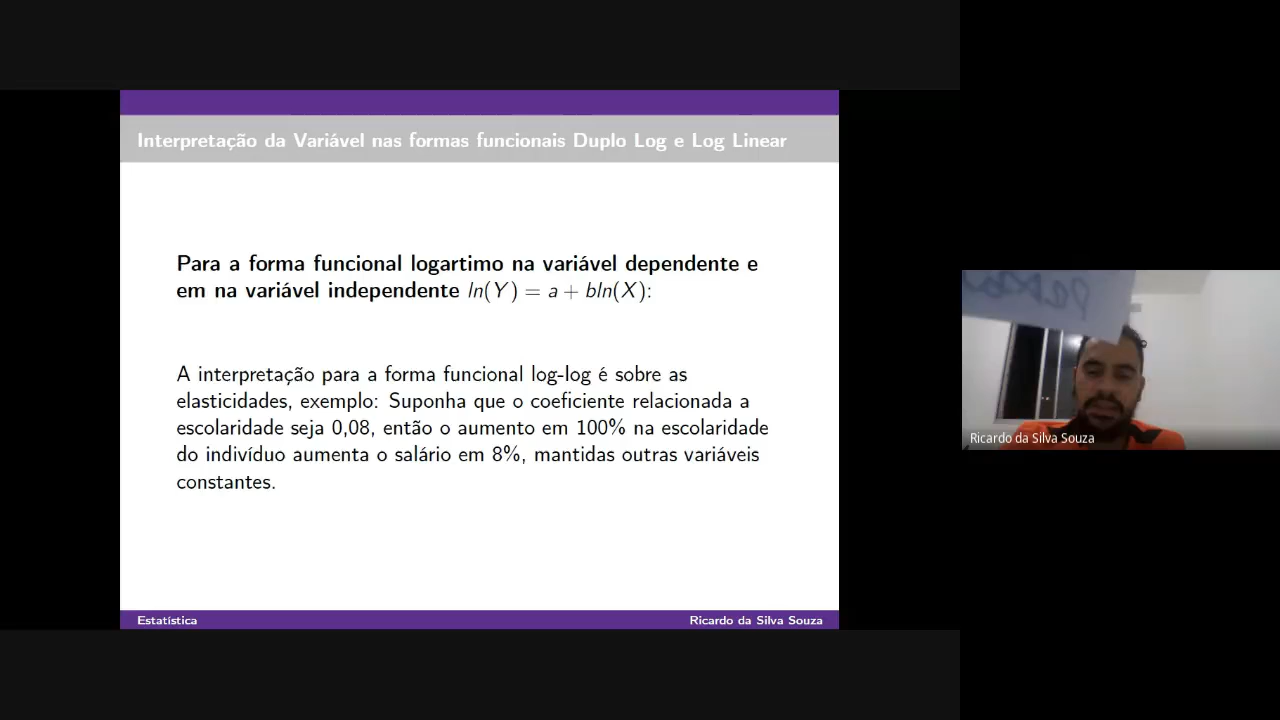 Interpretação da Variável nas formas funcionais Duplo Log e Log Linear
Para a forma funcional logartimo na variável dependente e
em na variável independente ln(Y) = a + bln(X):
A interpretação para a forma funcional log-log é sobre as
elasticidades, exemplo: Suponha que o coeficiente relacionada a
escolaridade seja 0,08, então o aumento em 100% na escolaridade
do indivíduo aumenta o salário em 8%, mantidas outras variáveis
constantes.
Estatística
Ricardo da Silva Souza
Ricardo da Silva Souza